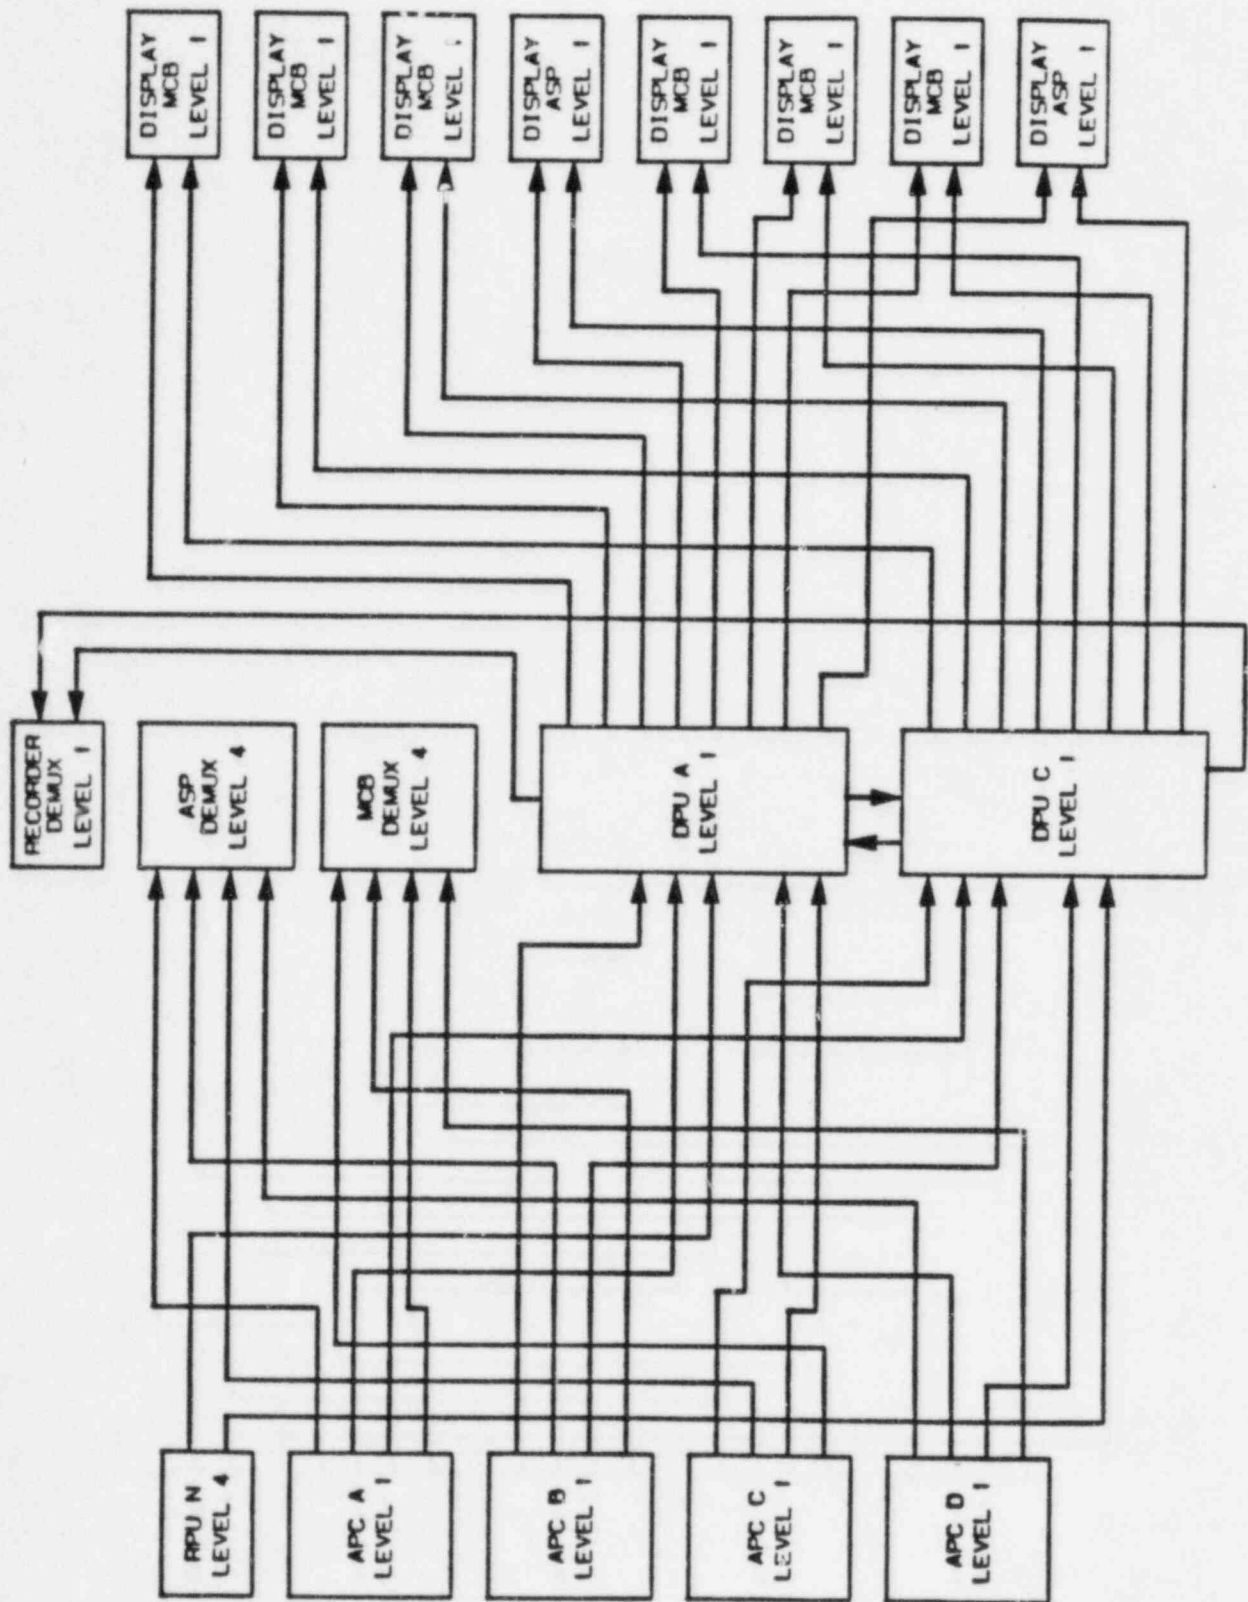 DISPLAY
MCB
LEVEL 1
DISPLAY
MCB
LEVEL 1
DISPLAY
MCB
LEVEL 1
DISPLAY
ASP
LEVEL 1
DISPLAY
MCB
LEVEL 1
DISPLAY
MCB
LEVEL 1
DISPLAY
MCB
LEVEL 1
DISPLAY
ASP
LEVEL 1
RECORDER
DEMUX
LEVEL 1
ASP
DEMUX
LEVEL 4
MCB
DEMUX
LEVEL 4
DPU A
LEVEL 1
DPU C
LEVEL 1
RPU N
LEVEL 4
APC A
LEVEL 1
APC B
LEVEL 1
APC C
LEVEL 1
APC D
LEVEL 1